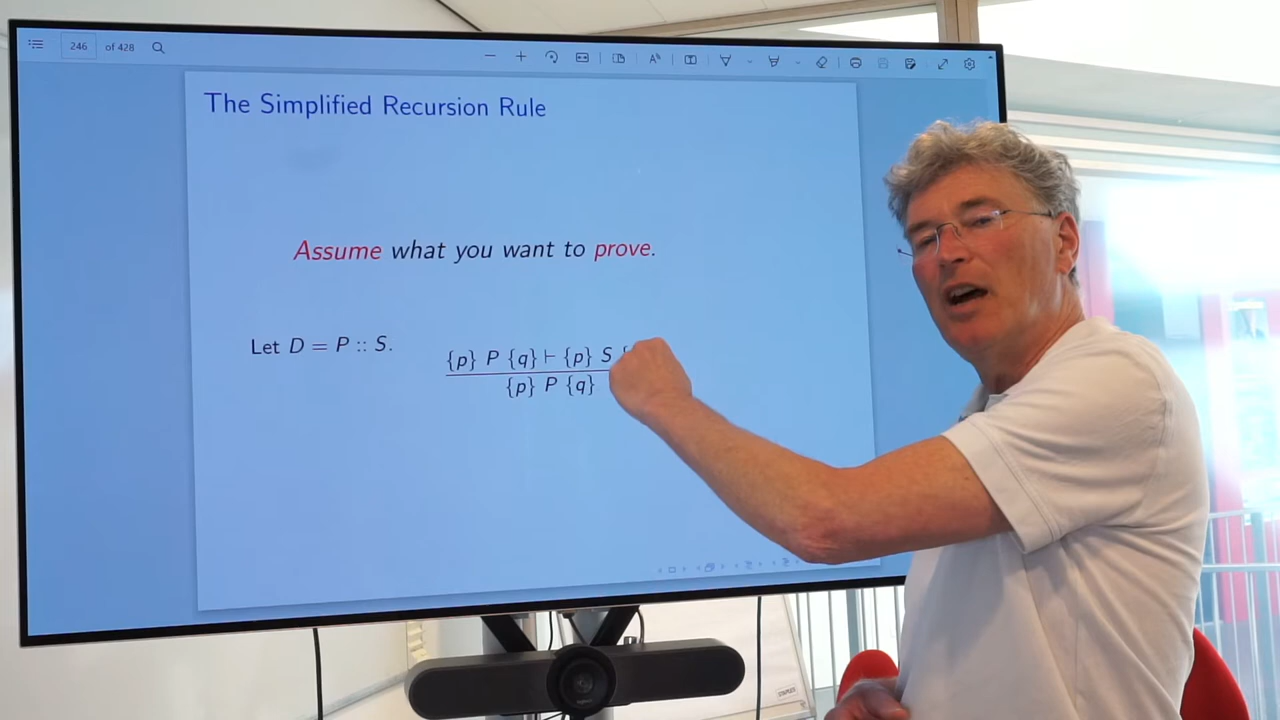 246 of 428
The Simplified Recursion Rule
Assume what you want to prove.
Let D = P :: S.
{p} P {q} ⊢ {p} S {
{p} P {q}